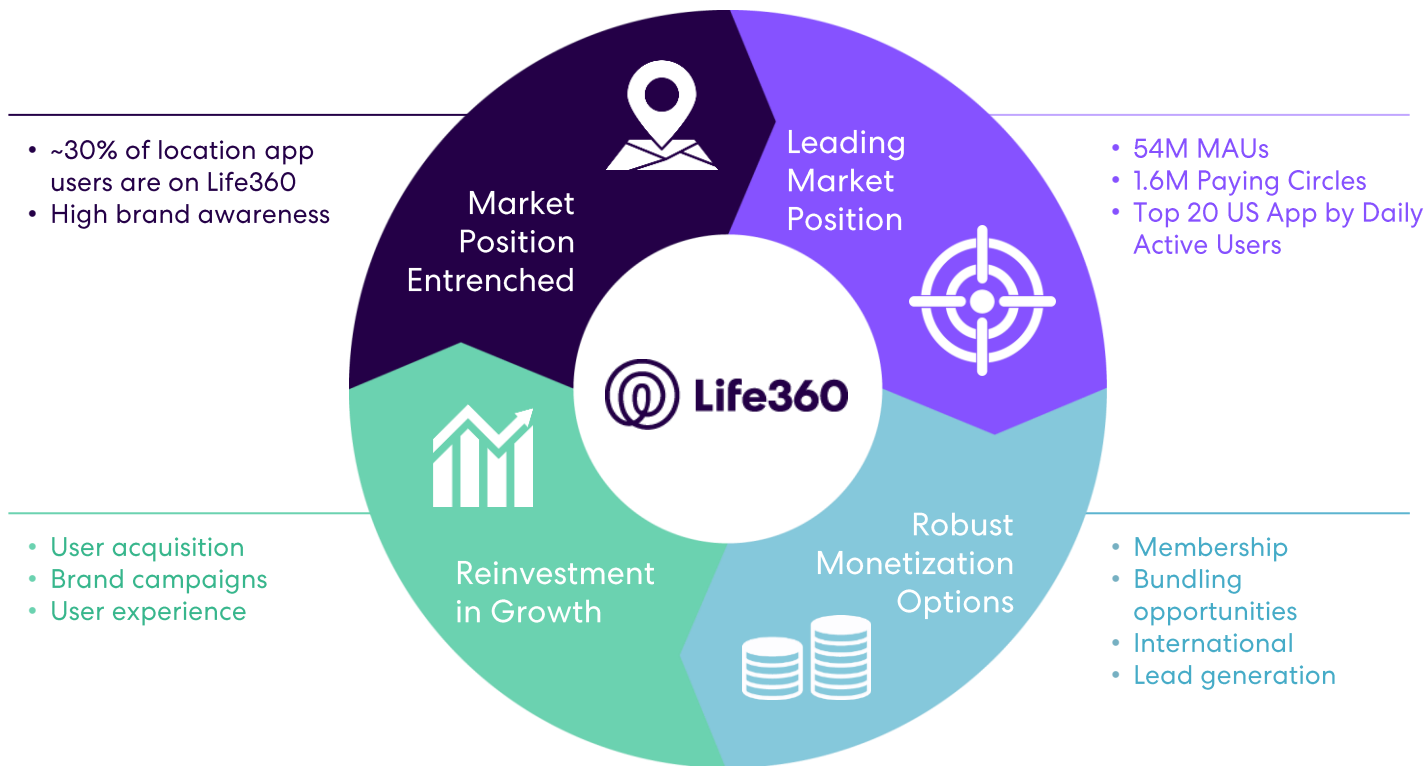 • ~30% of location app
users are on Life360
• High brand awareness
Market
Position
Entrenched
Leading
Market
Position
• 54M MAUs
• 1.6M Paying Circles
• Top 20 US App by Daily
Active Users
Life360
• User acquisition
• Brand campaigns
• User experience
Reinvestment
in Growth
Robust
Monetization
Options
• Membership
• Bundling
opportunities
• International
• Lead generation